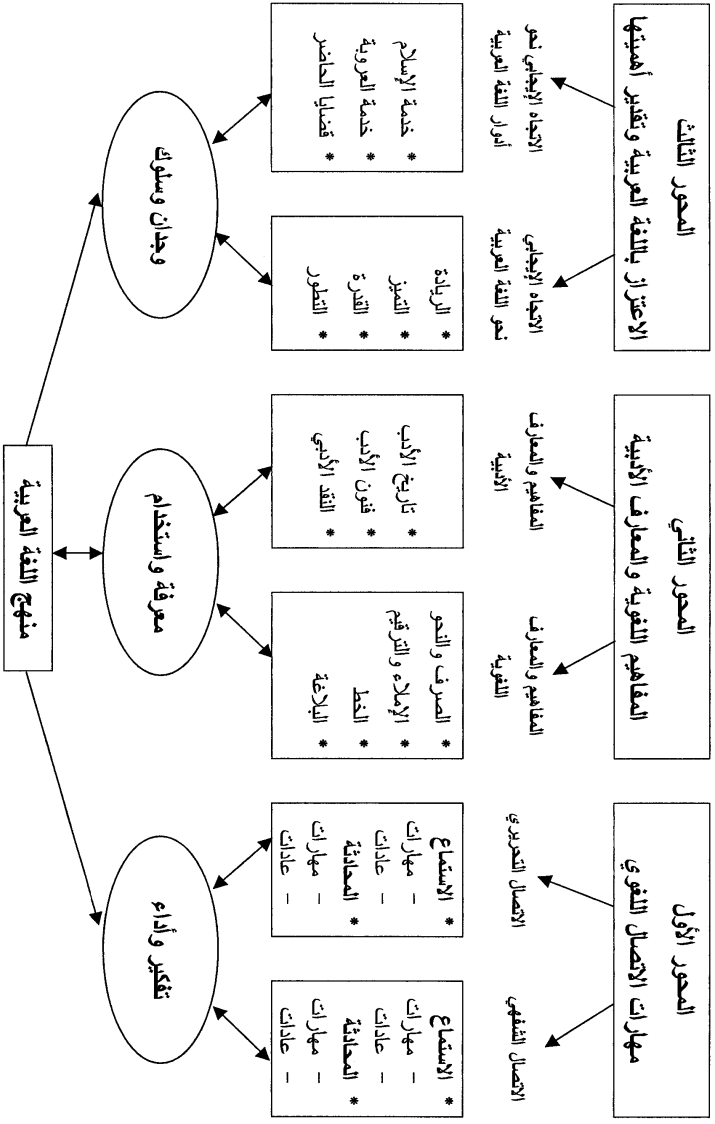 المحور الأول
مهارات الاتصال اللغوي
المحور الثاني
المفاهيم اللغوية والمعارف الأدبية
المحور الثالث
الاعتزاز باللغة العربية وتقدير أهميتها
الاتصال الشفهي
الاتصال التحريري
المفاهيم والمعارف
اللغوية
المفاهيم والمعارف
الأدبية
الاتجاه الإيجابي
نحو اللغة العربية
الاتجاه الإيجابي نحو
أدوار اللغة العربية
* الاستماع
– مهارات
– عادات
* المحادثة
– مهارات
– عادات
* الاستماع
– مهارات
– عادات
* المحادثة
– مهارات
– عادات
* الصرف والنحو
* الإملاء والترقيم
* الخط
* البلاغة
* تاريخ الأدب
* فنون الأدب
* النقد الأدبي
* الريادة
* التميز
* القدرة
* التطور
* خدمة الإسلام
* خدمة العروبة
* قضايا الحاضر
تفكير وأداء
معرفة واستخدام
وجدان وسلوك
منهج اللغة العربية